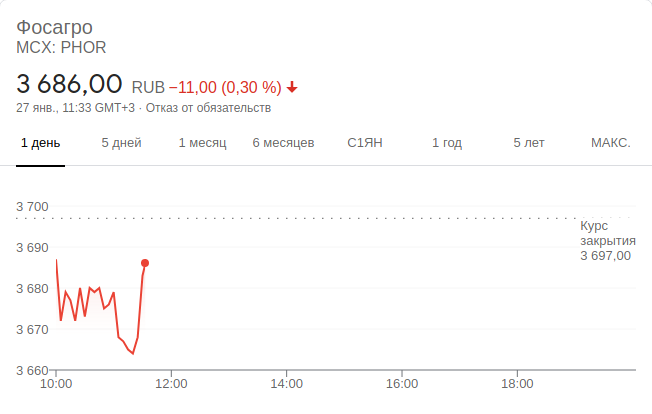 Фосагро
MCX: PHOR
3 686,00 RUB −11,00 (0,30 %)
27 янв., 11:33 GMT+3 · Отказ от обязательств
1 день 5 дней 1 месяц 6 месяцев С1ЯН 1 год 5 лет МАКС.
3 700
Курс
закрытия
3 697,00
3 690
3 680
3 670
3 660
10:00 12:00 14:00 16:00 18:00